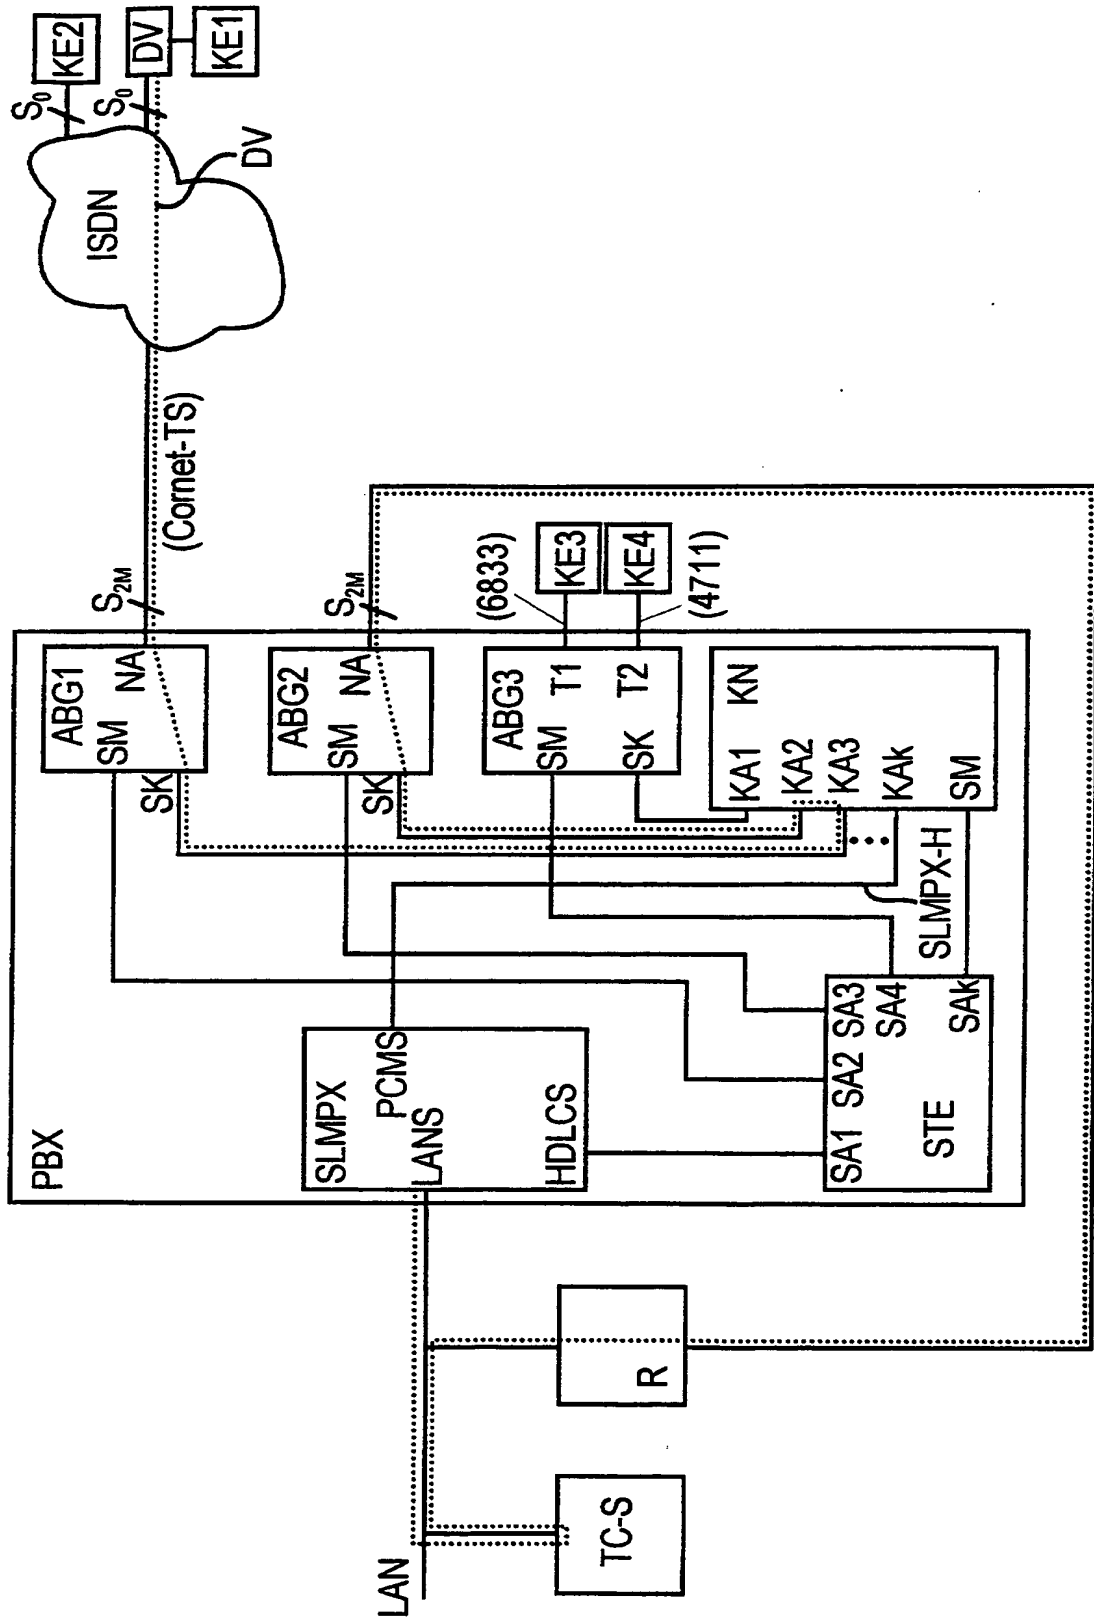 KE2
DV
KE1
S0
S0
ISDN
DV
(Cornet-TS)
S2M
S2M
(6833)
KE3
KE4
(4711)
PBX
ABG1
SM
NA
SK
ABG2
SM
NA
SK
ABG3
SM
T1
SK
T2
KN
KA1
KA2
KA3
KAk
SM
SLMPX-H
SLMPX
PCMS
LANS
HDLCS
SA1
SA2
SA3
SA4
SAk
STE
LAN
R
TC-S